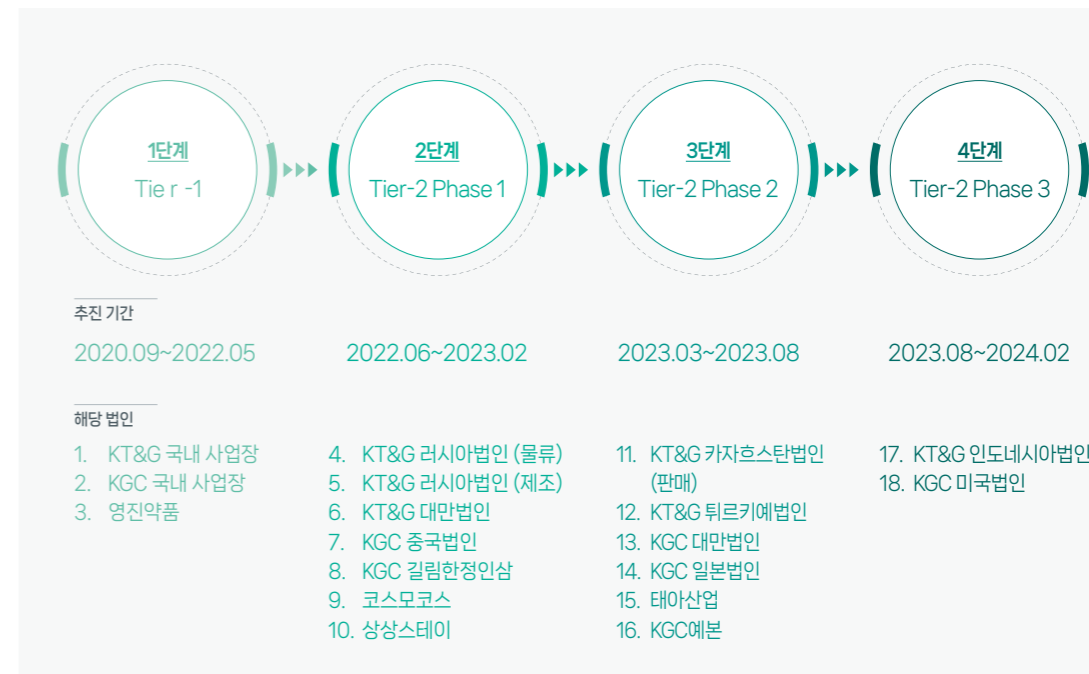 1단계
Tie r -1
2단계
Tier-2 Phase 1
3단계
Tier-2 Phase 2
4단계
Tier-2 Phase 3
추진 기간
2020.09~2022.05
2022.06~2023.02
2023.03~2023.08
2023.08~2024.02
해당 법인
1. KT&G 국내 사업장
2. KGC 국내 사업장
3. 영진약품
4. KT&G 러시아법인 (물류)
5. KT&G 러시아법인 (제조)
6. KT&G 대만법인
7. KGC 중국법인
8. KGC 길림한정인삼
9. 코스모코스
10. 상상스테이
11. KT&G 카자흐스탄법인
(판매)
12. KT&G 튀르키예법인
13. KGC 대만법인
14. KGC 일본법인
15. 태아산업
16. KGC예본
17. KT&G 인도네시아법인
18. KGC 미국법인